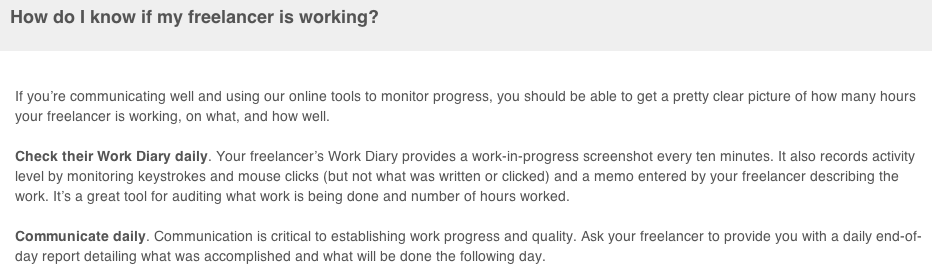 How do I know if my freelancer is working?
If you’re communicating well and using our online tools to monitor progress, you should be able to get a pretty clear picture of how many hours
your freelancer is working, on what, and how well.
Check their Work Diary daily. Your freelancer’s Work Diary provides a work-in-progress screenshot every ten minutes. It also records activity
level by monitoring keystrokes and mouse clicks (but not what was written or clicked) and a memo entered by your freelancer describing the
work. It’s a great tool for auditing what work is being done and number of hours worked.
Communicate daily. Communication is critical to establishing work progress and quality. Ask your freelancer to provide you with a daily end-of-
day report detailing what was accomplished and what will be done the following day.